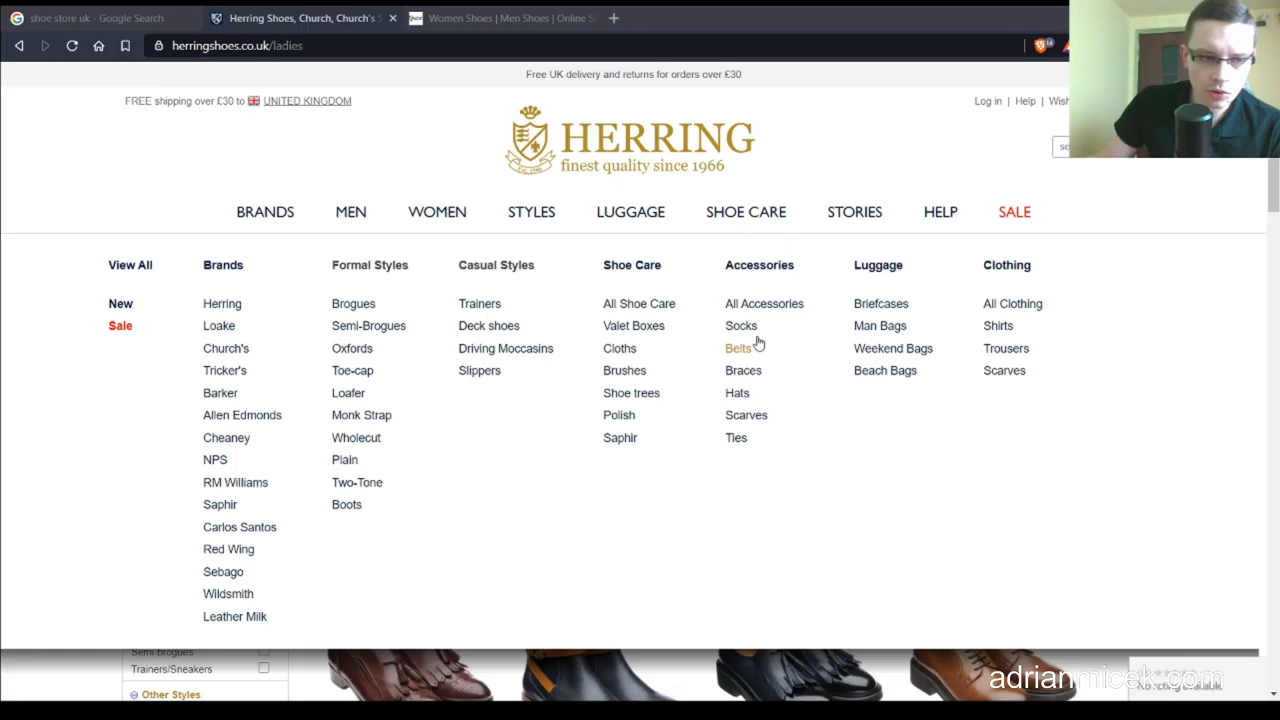 shoe store uk - Google Search
Herring Shoes, Church, Church's S
Women Shoes | Men Shoes | Online S
herringshoes.co.uk/ladies
Free UK delivery and returns for orders over £30
FREE shipping over £30 to UNITED KINGDOM
Log in | Help | Wish
HERRING
finest quality since 1966
EST. 1966
se
BRANDS MEN WOMEN STYLES LUGGAGE SHOE CARE STORIES HELP SALE
View All
New
Sale
Brands
Herring
Loake
Church's
Tricker's
Barker
Allen Edmonds
Cheaney
NPS
RM Williams
Saphir
Carlos Santos
Red Wing
Sebago
Wildsmith
Leather Milk
Formal Styles
Brogues
Semi-Brogues
Oxfords
Toe-cap
Loafer
Monk Strap
Wholecut
Plain
Two-Tone
Boots
Casual Styles
Trainers
Deck shoes
Driving Moccasins
Slippers
Shoe Care
All Shoe Care
Valet Boxes
Cloths
Brushes
Shoe trees
Polish
Saphir
Accessories
All Accessories
Socks
Belts
Braces
Hats
Scarves
Ties
Luggage
Briefcases
Man Bags
Weekend Bags
Beach Bags
Clothing
All Clothing
Shirts
Trousers
Scarves
Semi-brogues
Trainers/Sneakers
Other Styles
adrianmicek.com